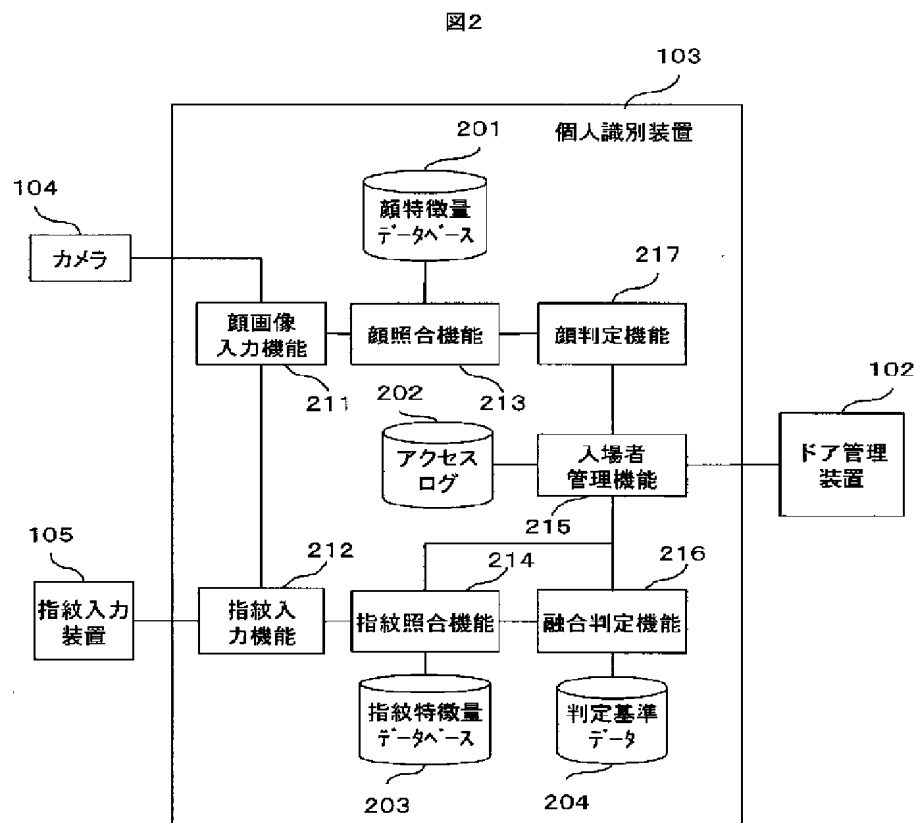 図2
103
個人識別装置
201
顔特徴量
データベース
104
カメラ
217
顔画像
入力機能
211
顔照合機能
213
顔判定機能
202
アクセス
ログ
入場者
管理機能
215
102
ドア管理
装置
105
指紋入力
装置
212
指紋入
力機能
214
指紋照合機能
216
融合判定機能
指紋特徴量
データベース
203
判定基準
データ
204